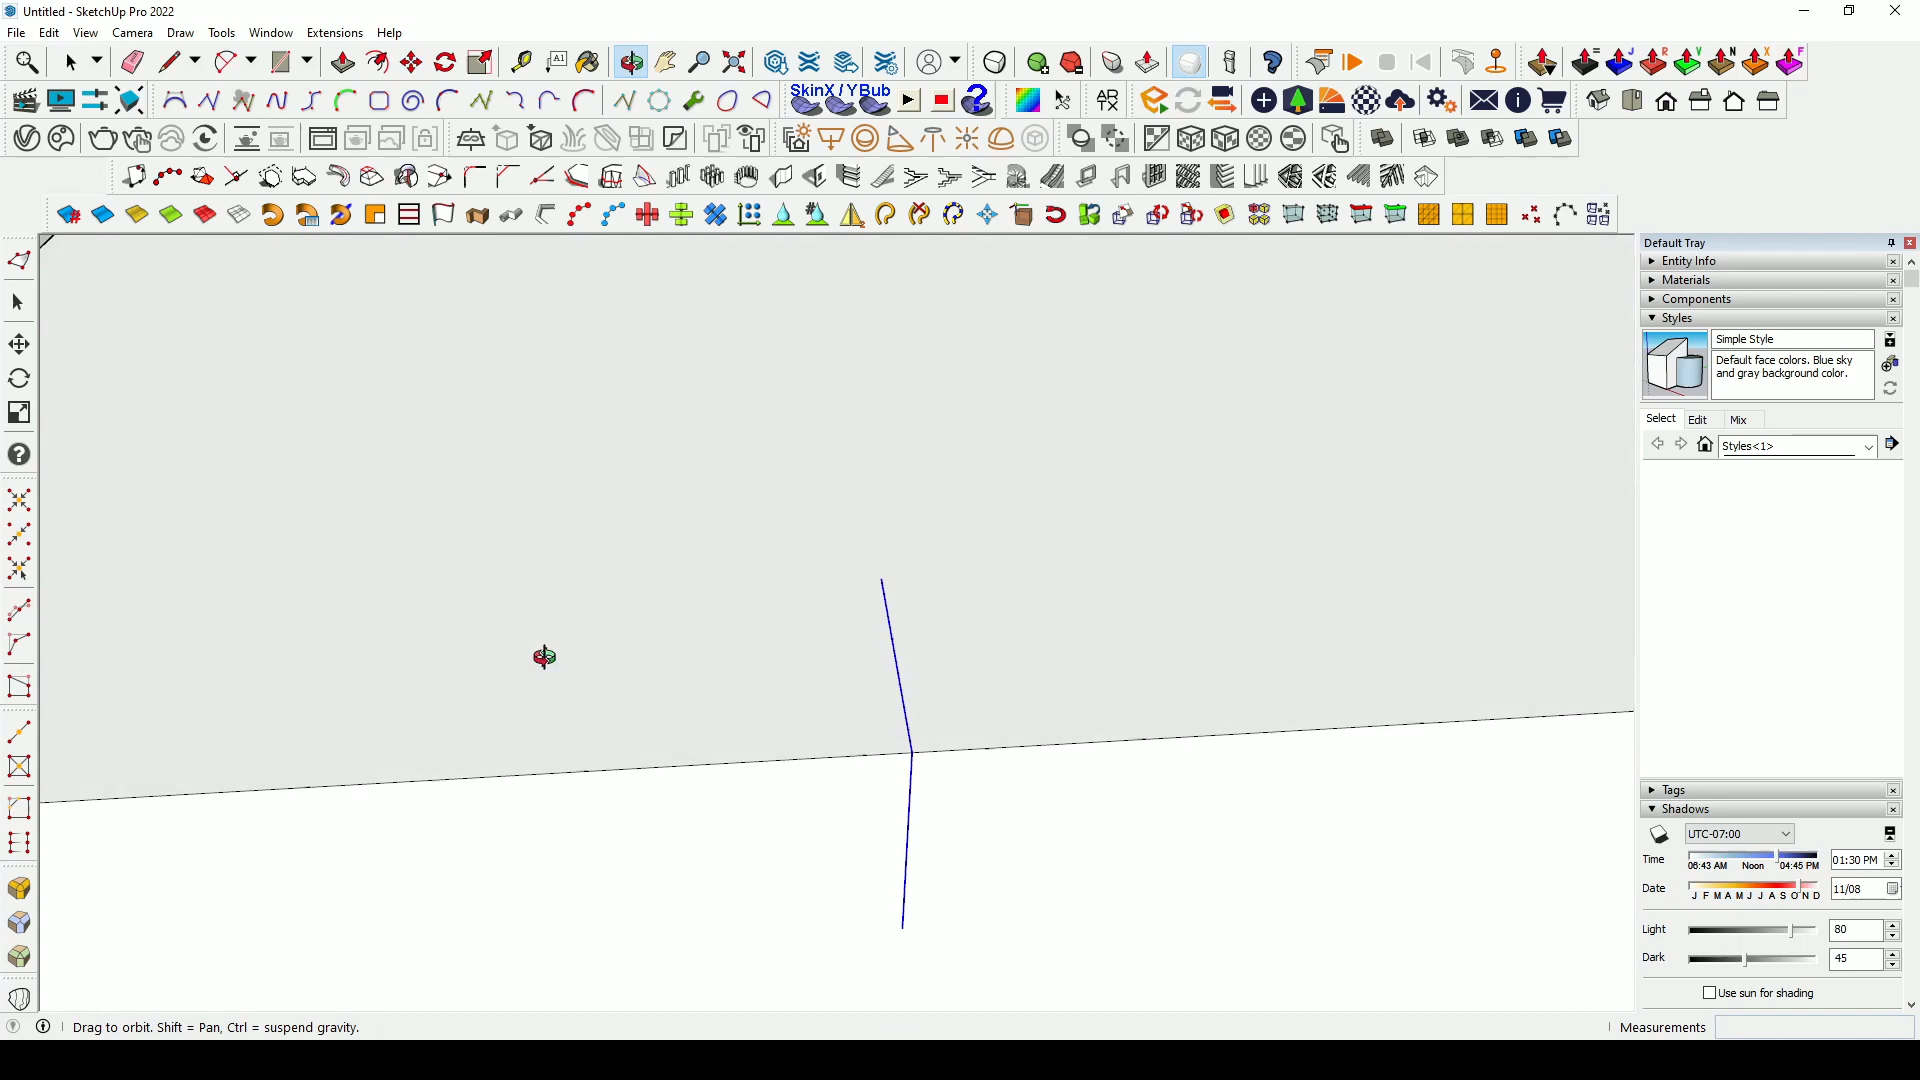 Untitled - SketchUp Pro 2022
File Edit View Camera Draw Tools Window Extensions Help
A1
= J R V N X F
SkinX / YBub
AR
TX
Default Tray
Entity Info
Materials
Components
Styles
Simple Style
Default face colors. Blue sky
and gray background color.
Select Edit Mix
Styles<1>
Tags
Shadows
UTC-07:00
Time 06:43 AM Noon 04:45 PM 01:30 PM
Date J F M A M J J A S O N D 11/08
Light 80
Dark 45
Use sun for shading
Drag to orbit. Shift = Pan, Ctrl = suspend gravity.
Measurements